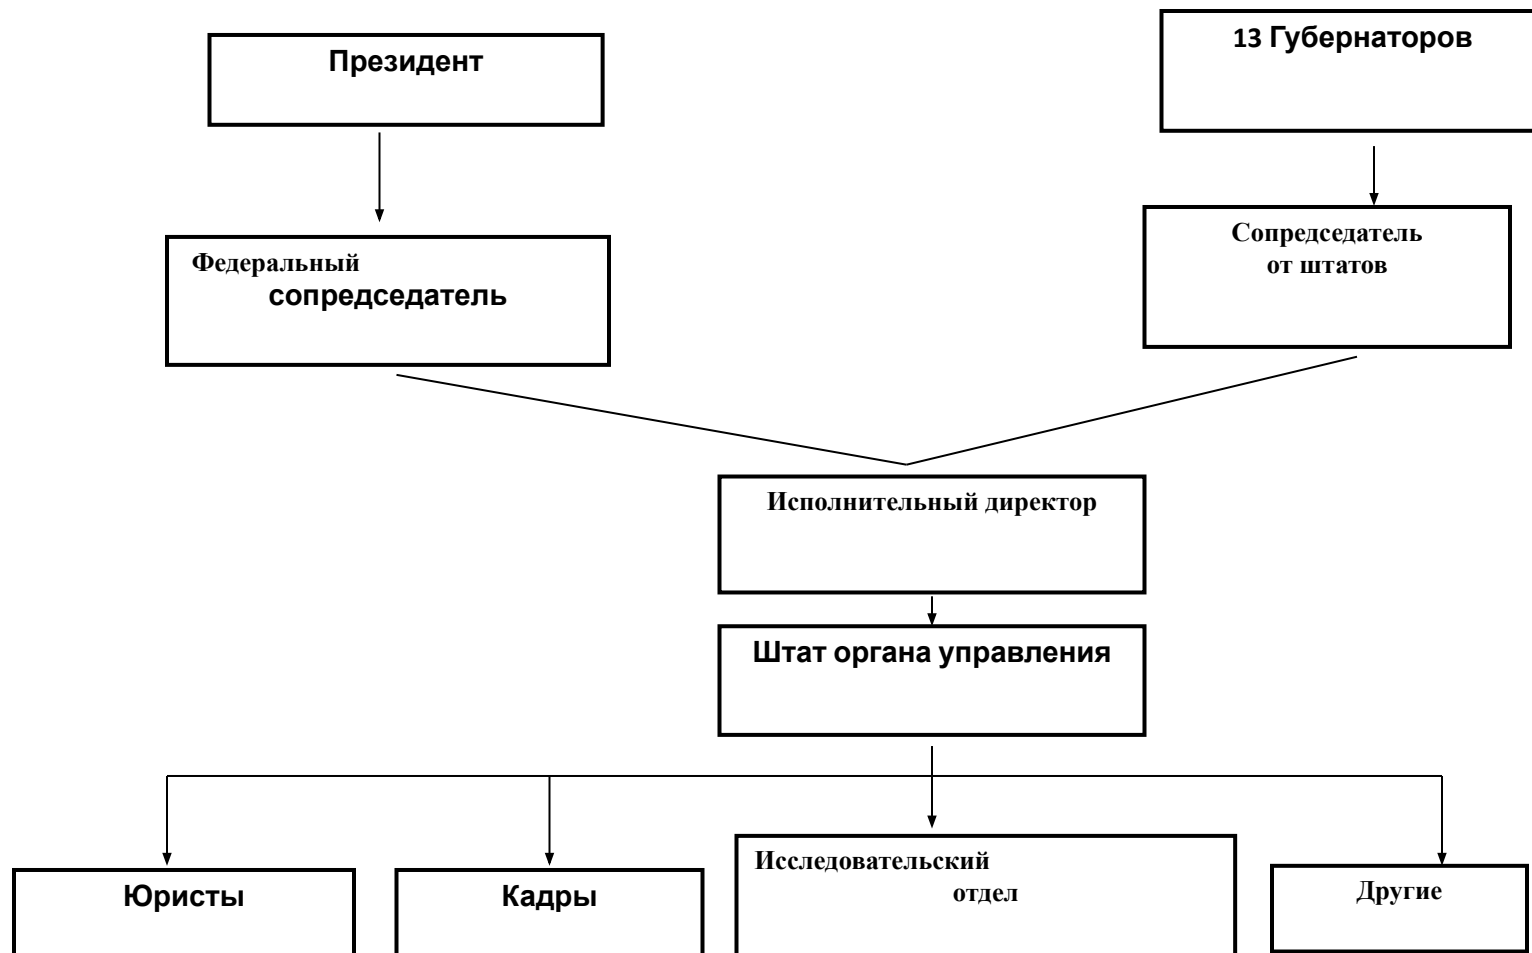 Президент
13 Губернаторов
Федеральный
сопредседатель
Сопредседатель
от штатов
Исполнительный директор
Штат органа управления
Юристы
Кадры
Исследовательский
отдел
Другие